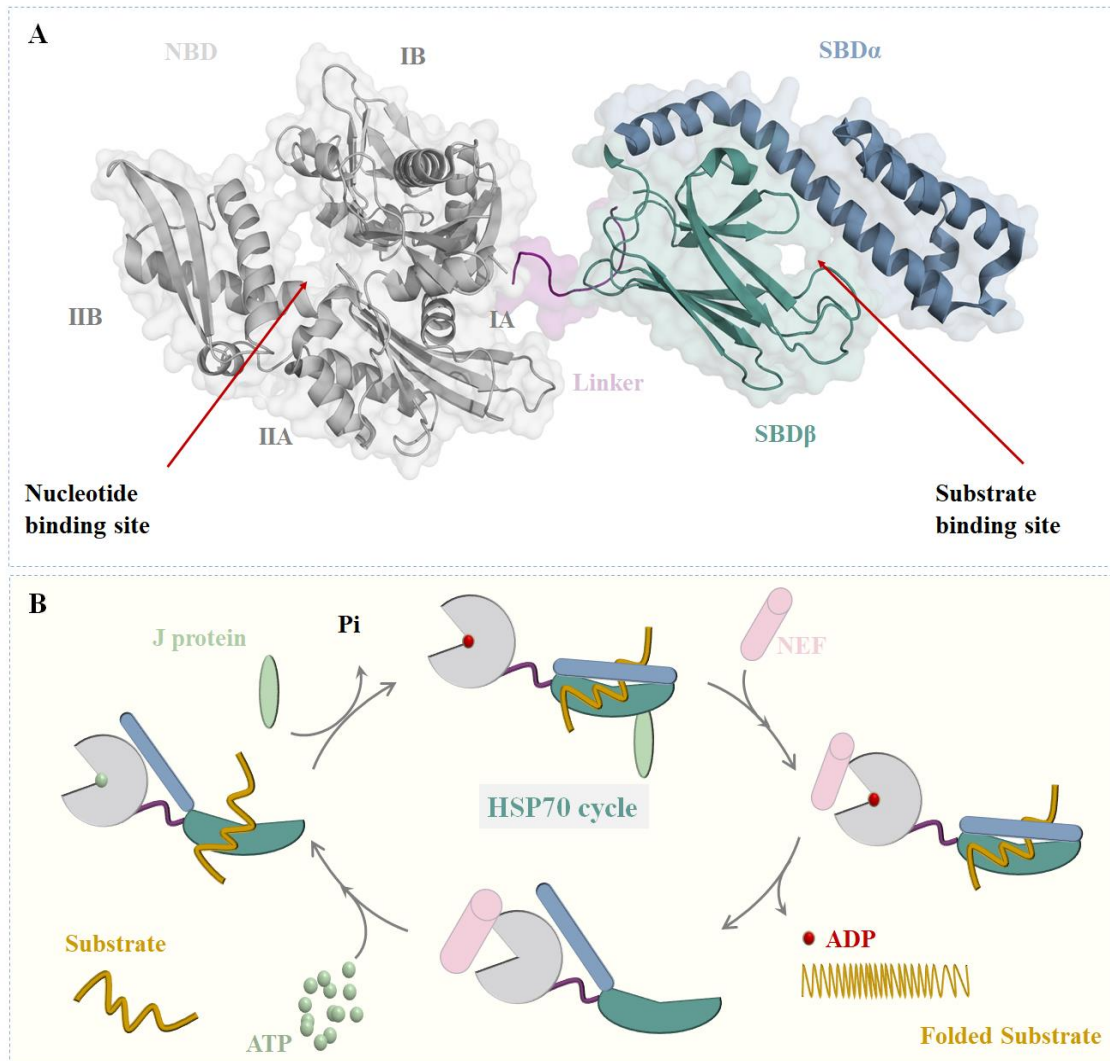 A
NBD
IB
SBDα
IIB
IA
Linker
IIA
SBDβ
Nucleotide
binding site
Substrate
binding site
B
J protein
Pi
NEF
HSP70 cycle
Substrate
ATP
ADP
Folded Substrate